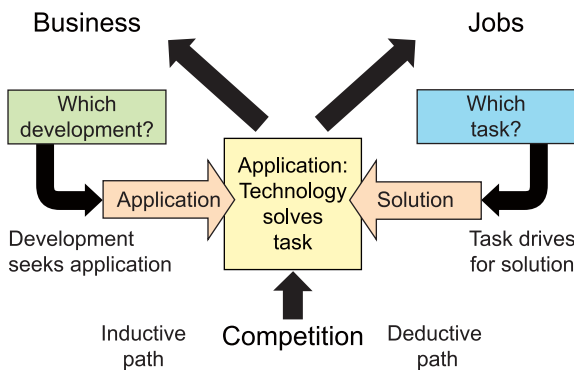 Business
Jobs
Which
development?
Which
task?
Application:
Technology
solves
task
Application
Solution
Development
seeks application
Task drives
for solution
Inductive
path
Competition
Deductive
path